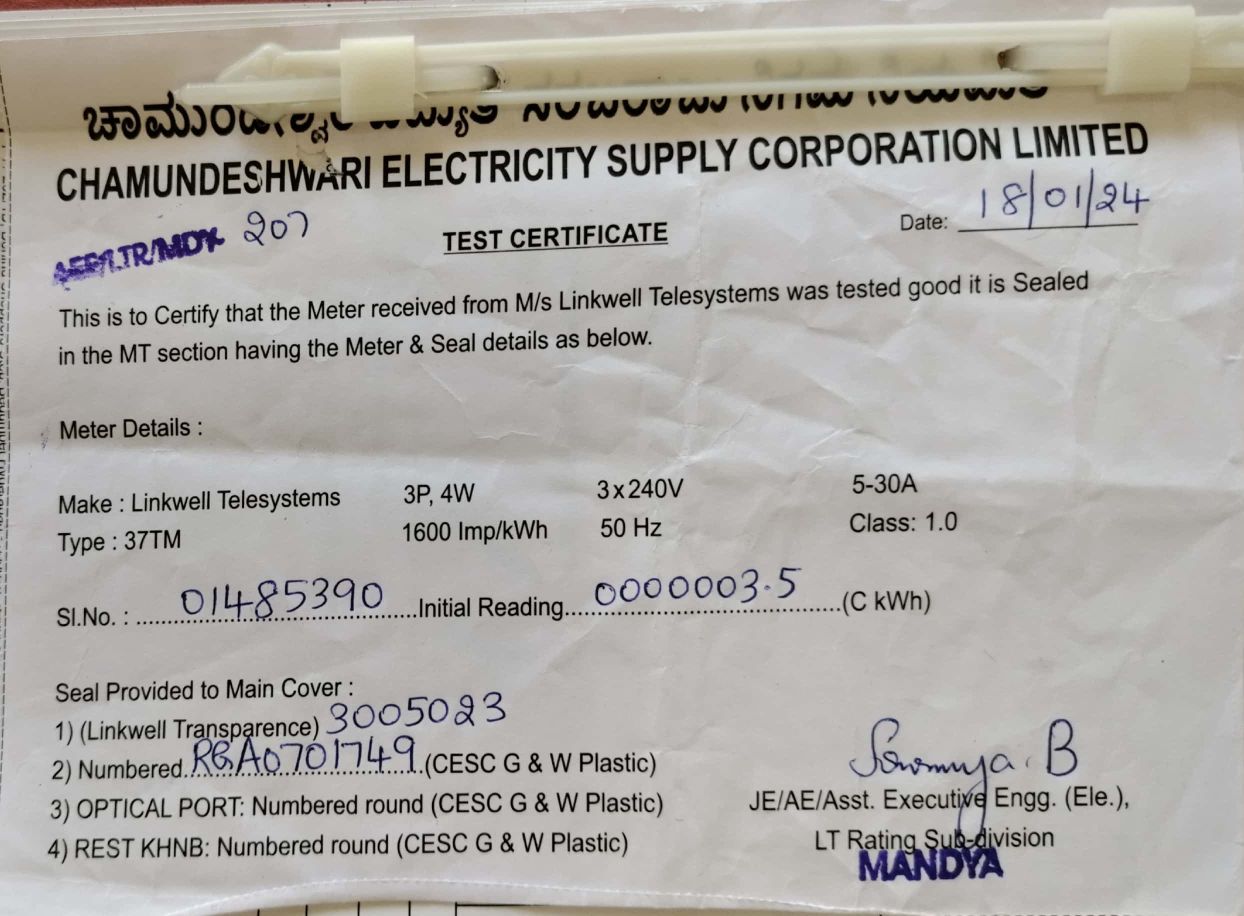 CHAMUNDESHWARI ELECTRICITY SUPPLY CORPORATION LIMITED
AEE/LTR/MDY 207
Date: 18/01/24
TEST CERTIFICATE
This is to Certify that the Meter received from M/s Linkwell Telesystems was tested good it is Sealed
in the MT section having the Meter & Seal details as below.
Meter Details :
Make : Linkwell Telesystems 3P, 4W 3x240V 5-30A
Type : 37TM 1600 Imp/kWh 50 Hz Class: 1.0
Sl.No. : 01485390 Initial Reading 0000003.5 (C kWh)
Seal Provided to Main Cover :
1) (Linkwell Transparence) 3005023
2) Numbered RGA0701749 (CESC G & W Plastic)
3) OPTICAL PORT: Numbered round (CESC G & W Plastic)
4) REST KHNB: Numbered round (CESC G & W Plastic)
Sowmya. B
JE/AE/Asst. Executive Engg. (Ele.),
LT Rating Sub-division
MANDYA